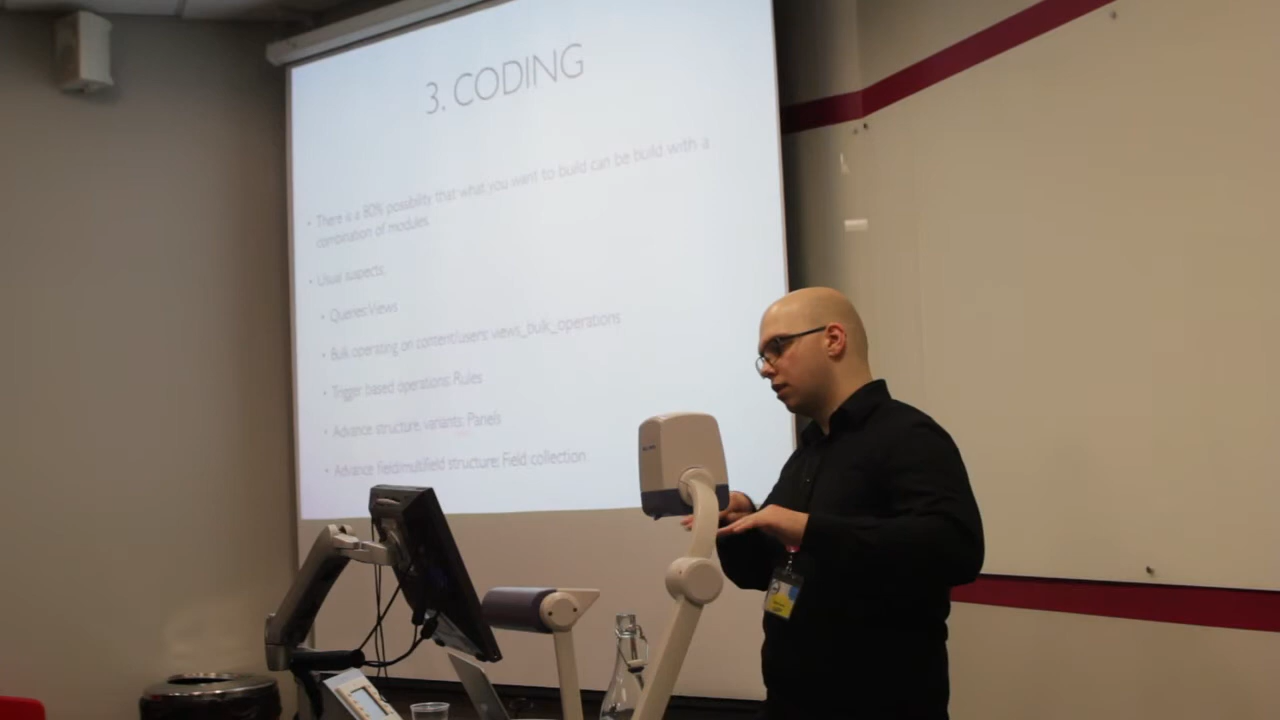 3. CODING
• There is a 80% possibility that what you want to build can be build with a
combination of modules.
• Usual suspects:
• Queries: Views
• Bulk operating on content/users: views_bulk_operations
• Trigger based operations: Rules
• Advance structure, variants: Panels
• Advance field/multifield structure: Field collection